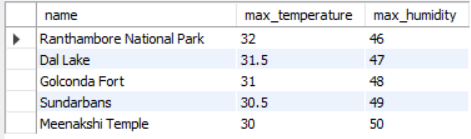 name max_temperature max_humidity
Ranthambore National Park 32 46
Dal Lake 31.5 47
Golconda Fort 31 48
Sundarbans 30.5 49
Meenakshi Temple 30 50